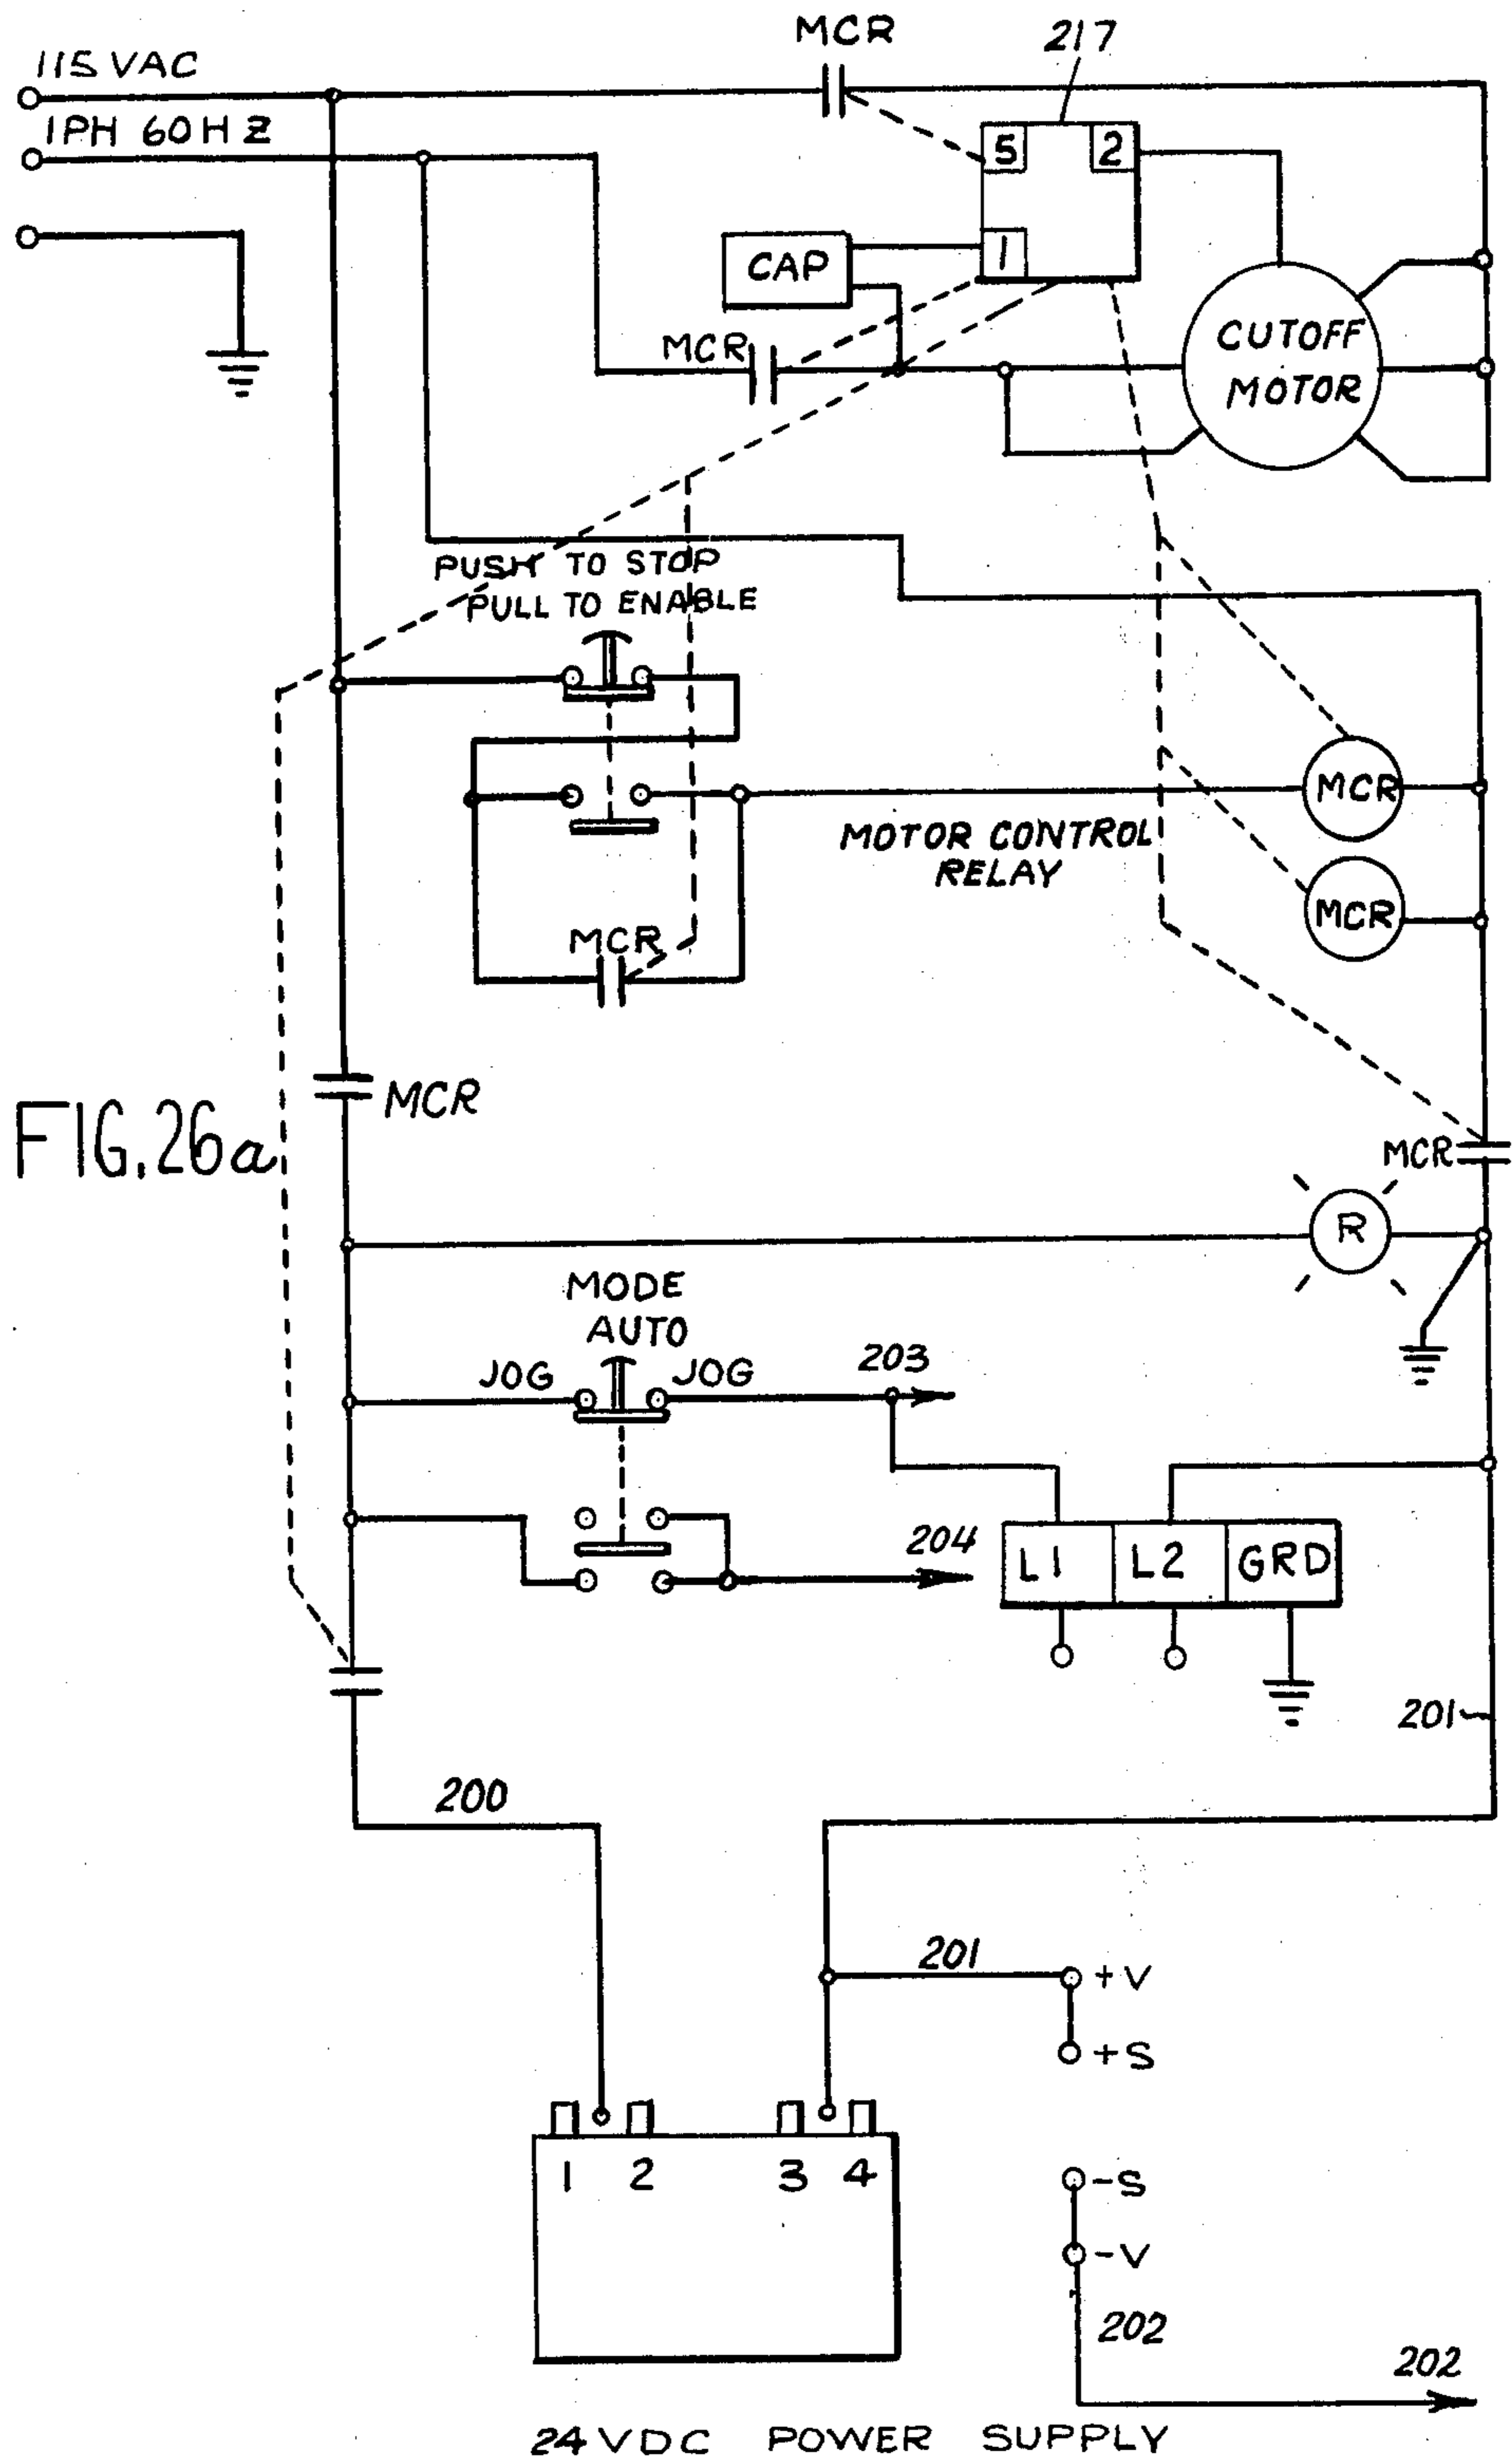 MCR
217
115 VAC
1PH 60HZ
5
2
1
CAP
MCR
CUTOFF
MOTOR
PUSH TO STOP
PULL TO ENABLE
MCR
MOTOR CONTROL
RELAY
MCR
MCR
MCR
FIG. 26a
MCR
R
MODE
AUTO
JOG
JOG
203
204
L1
L2
GRD
201
200
201
+V
+S
1
2
3
4
-S
-V
202
202
24VDC POWER SUPPLY